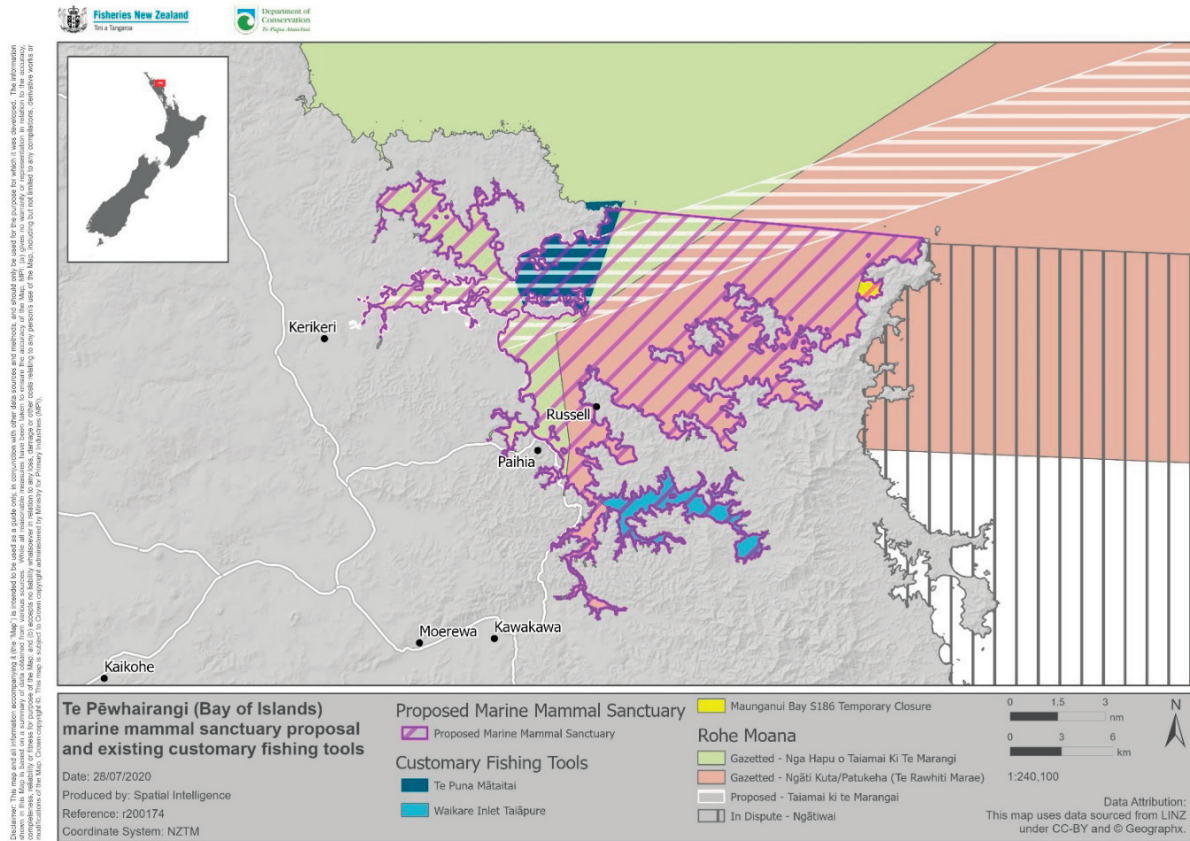 Fisheries New Zealand
Tini a Tangaroa
Department of
Conservation
Te Papa Atawhai
Kerikeri
Russell
Paihia
Moerewa
Kawakawa
Kaikohe
Te Pēwhairangi (Bay of Islands)
marine mammal sanctuary proposal
and existing customary fishing tools
Date: 28/07/2020
Produced by: Spatial Intelligence
Reference: r200174
Coordinate System: NZTM
Proposed Marine Mammal Sanctuary
Proposed Marine Mammal Sanctuary
Customary Fishing Tools
Te Puna Mātaitai
Waikare Inlet Taiāpure
Maunganui Bay S186 Temporary Closure
Rohe Moana
Gazetted - Nga Hapu o Taiamai Ki Te Marangi
Gazetted - Ngāti Kuta/Patukeha (Te Rawhiti Marae)
Proposed - Taiamai ki te Marangai
In Dispute - Ngātiwai
0 1.5 3
nm
0 3 6
km
1:240,100
N
Data Attribution:
This map uses data sourced from LINZ
under CC-BY and © Geographx.